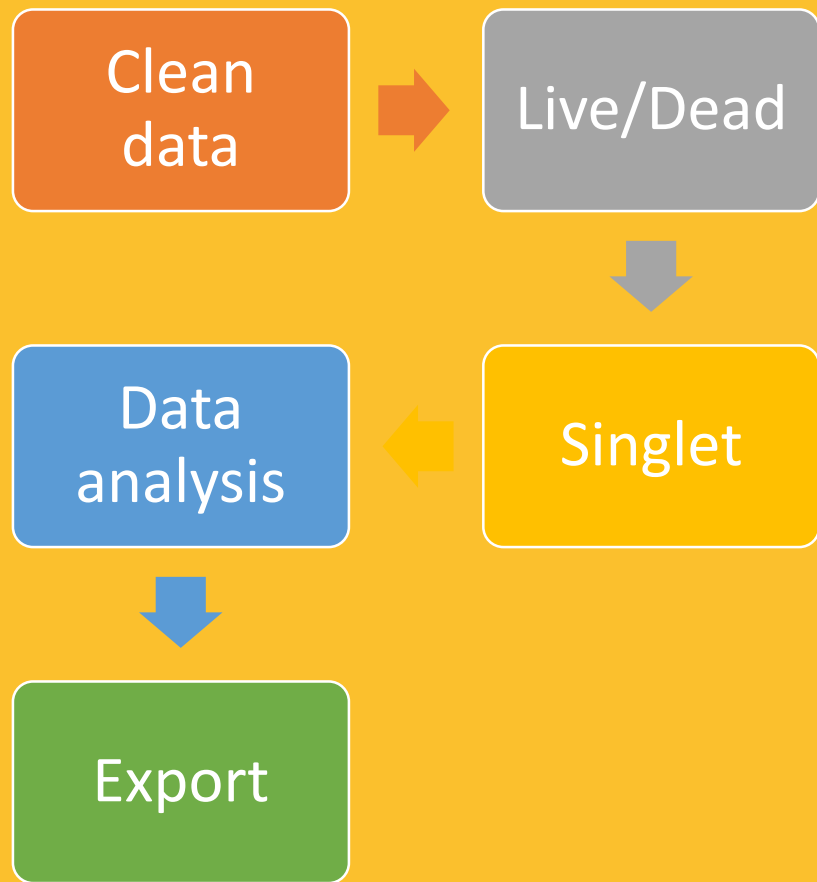 Clean
data
Live/Dead
Singlet
Data
analysis
Export